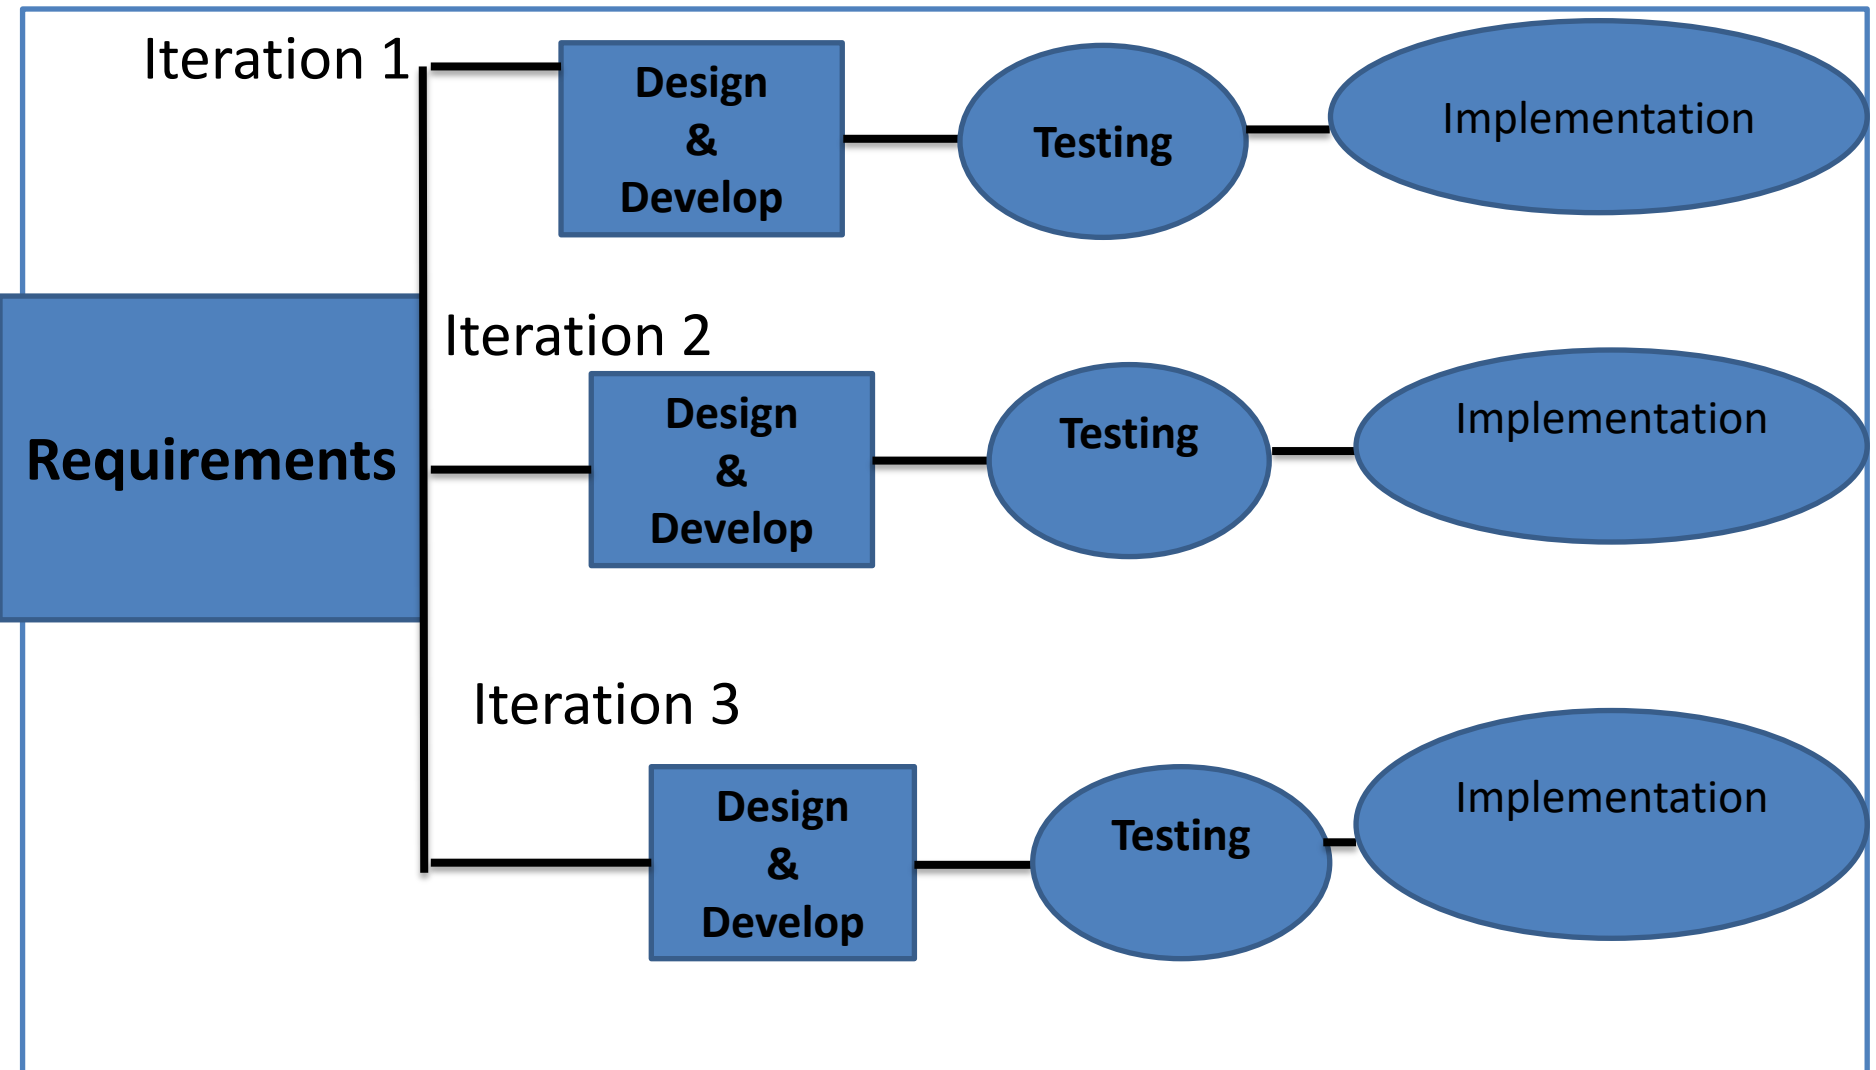 Iteration 1
Design
&
Develop
Testing
Implementation
Requirements
Iteration 2
Design
&
Develop
Testing
Implementation
Iteration 3
Design
&
Develop
Testing
Implementation